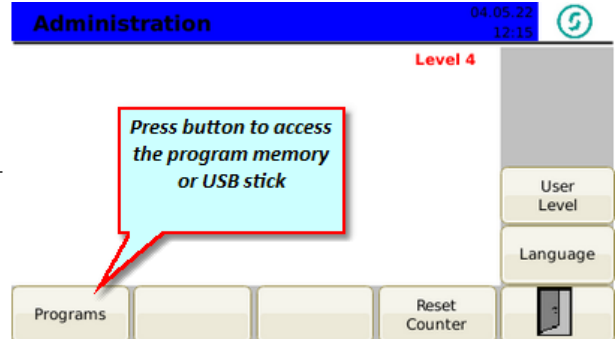 Administration
04.05.22
12:15
Level 4
Press button to access
the program memory
or USB stick
User
Level
Language
Programs
Reset
Counter